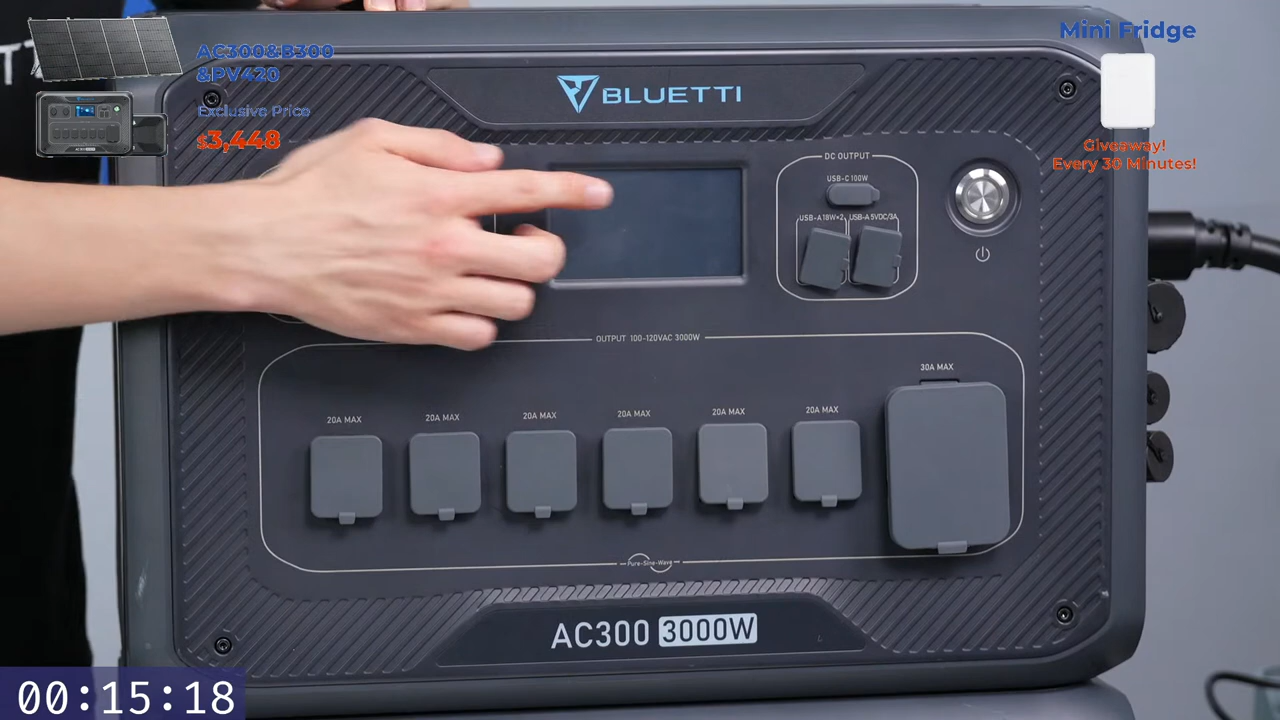 AC300&B300
&PV420
Exclusive Price
$3,448
Mini Fridge
Giveaway!
Every 30 Minutes!
BLUETTI
DC OUTPUT
USB-C 100W
USB-A 18W×2
USB-A 5VDC/3A
OUTPUT 100-120VAC 3000W
20A MAX
20A MAX
20A MAX
20A MAX
20A MAX
20A MAX
30A MAX
Pure-Sine-Wave
AC300 3000W
00:15:18